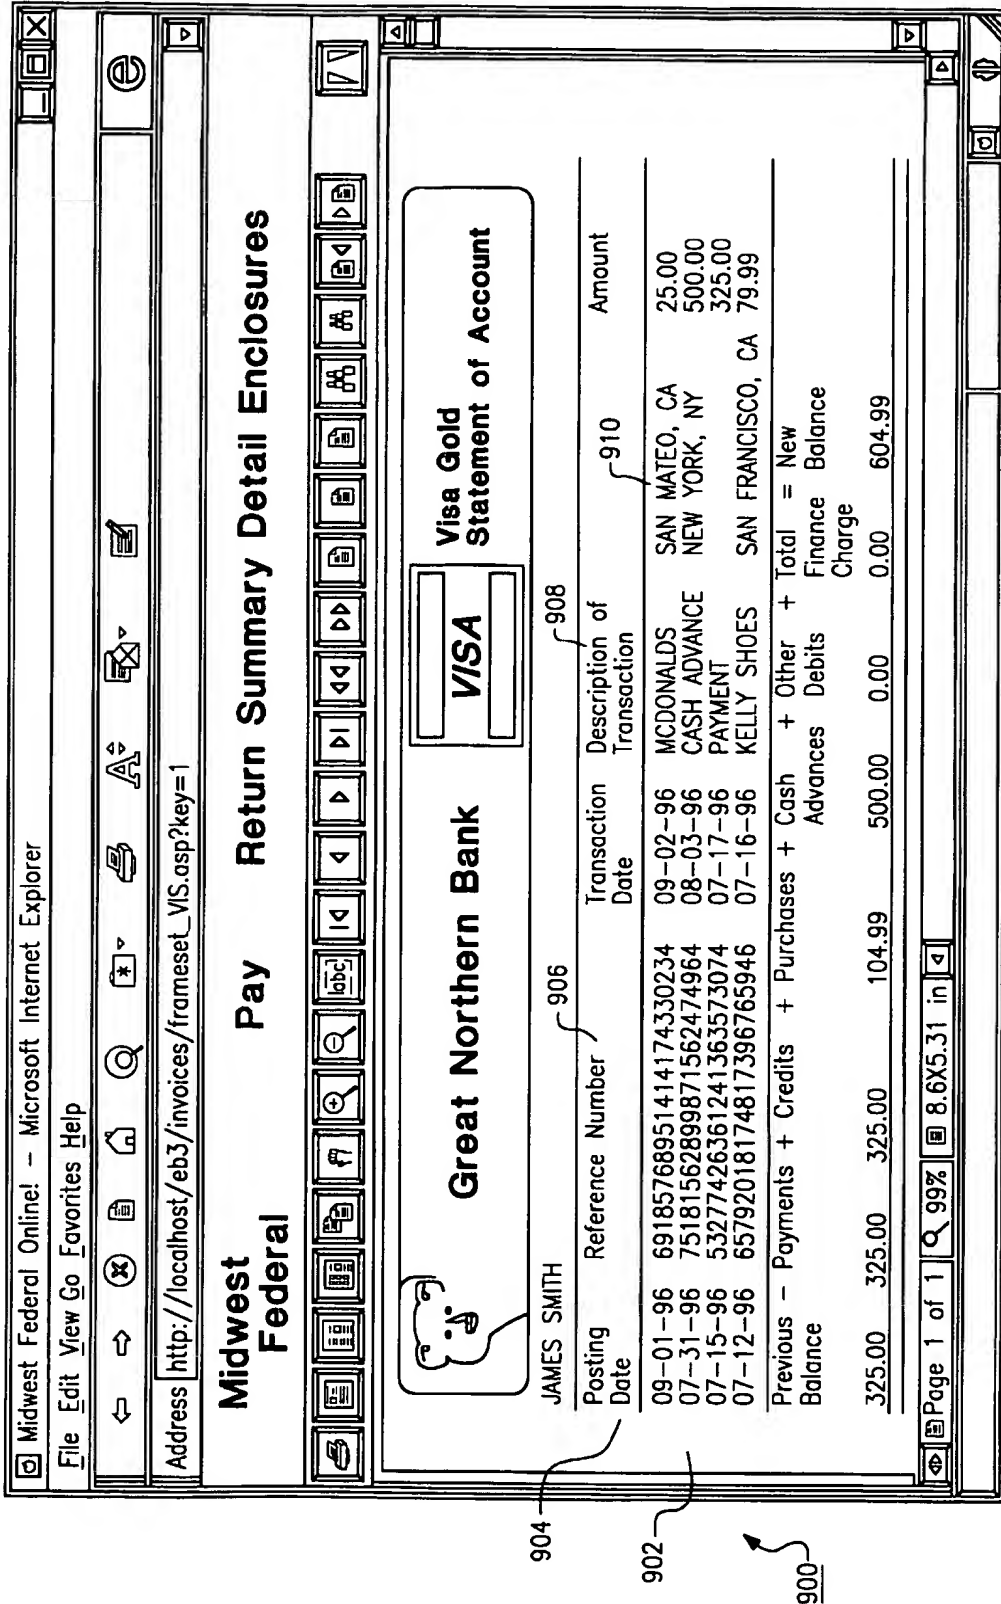 Midwest Federal Online! – Microsoft Internet Explorer
File Edit View Go Favorites Help
Address http://localhost/eb3/invoices/frameset_VIS.asp?key=1
Midwest Federal Pay Return Summary Detail Enclosures
abc
Great Northern Bank VISA Visa Gold
Statement of Account
JAMES SMITH 906 908 910
Posting Date Reference Number Transaction Date Description of Transaction Amount
09–01–96 69185768951414174330234 09–02–96 MCDONALDS SAN MATEO, CA 25.00
07–31–96 75181562899871562474964 08–03–96 CASH ADVANCE NEW YORK, NY 500.00
07–15–96 53277426361241363573074 07–17–96 PAYMENT 325.00
07–12–96 65792018174817396765946 07–16–96 KELLY SHOES SAN FRANCISCO, CA 79.99
Previous – Payments + Credits + Purchases + Cash + Other + Total = New
Balance Advances Debits Finance Balance
Charge
325.00 325.00 325.00 104.99 500.00 0.00 0.00 604.99
Page 1 of 1 99% 8.6X5.31 in
904
902
900